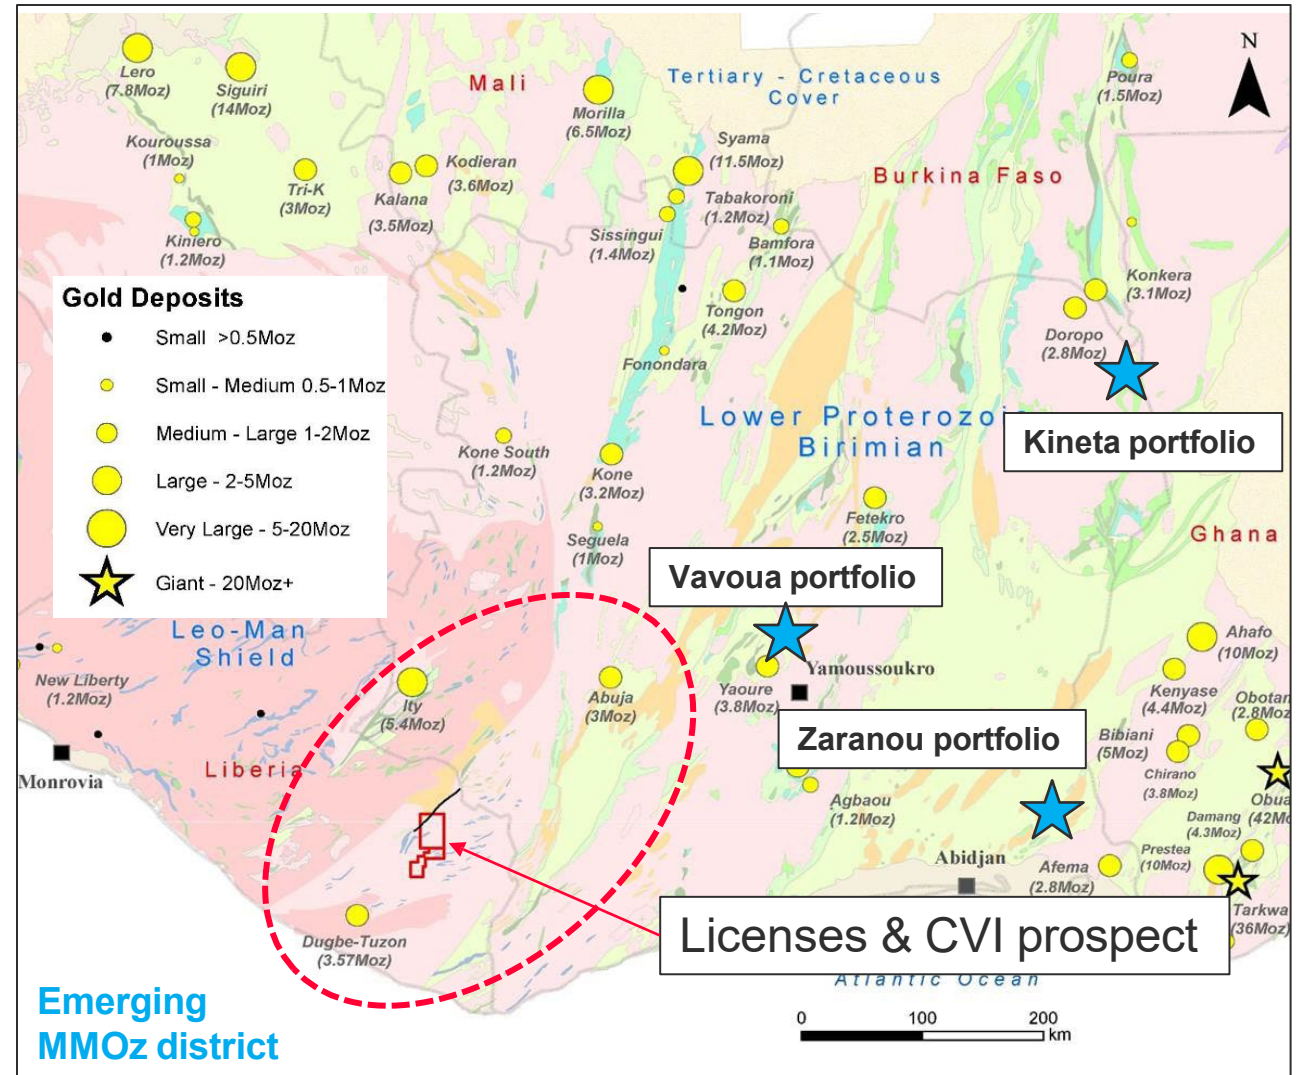 N
Lero
(7.8Moz)
Siguiri
(14Moz)
Mali
Morilla
(6.5Moz)
Tertiary - Cretaceous
Cover
Poura
(1.5Moz)
Kouroussa
(1Moz)
Tri-K
(3Moz)
Kalana
(3.5Moz)
Kodieran
(3.6Moz)
Syama
(11.5Moz)
Burkina Faso
Tabakoroni
(1.2Moz)
Sissingui
(1.4Moz)
Bamfora
(1.1Moz)
Kiniero
(1.2Moz)
Tongon
(4.2Moz)
Konkera
(3.1Moz)
Doropo
(2.8Moz)
Fonondara
Gold Deposits
Small >0.5Moz
Small - Medium 0.5-1Moz
Medium - Large 1-2Moz
Large - 2-5Moz
Very Large - 5-20Moz
Giant - 20Moz+
Lower Proterozoi
Birimian
Kineta portfolio
Kone South
(1.2Moz)
Kone
(3.2Moz)
Fetekro
(2.5Moz)
Seguela
(1Moz)
Ghana
Vavoua portfolio
Leo-Man
Shield
New Liberty
(1.2Moz)
Ity
(5.4Moz)
Abuja
(3Moz)
Yaoure
(3.8Moz)
Yamoussoukro
Ahafo
(10Moz)
Kenyase
(4.4Moz)
Obotan
(2.8Moz
Zaranou portfolio
Bibiani
(5Moz)
Chirano
(3.8Moz)
Liberia
Monrovia
Agbaou
(1.2Moz)
Obua
(42Mo
Damang
(4.3Moz)
Prestea
(10Moz)
Abidjan
Afema
(2.8Moz)
Tarkwa
(36Moz)
Licenses & CVI prospect
Dugbe-Tuzon
(3.57Moz)
Atlantic Ocean
Emerging
MMOz district
0 100 200
km